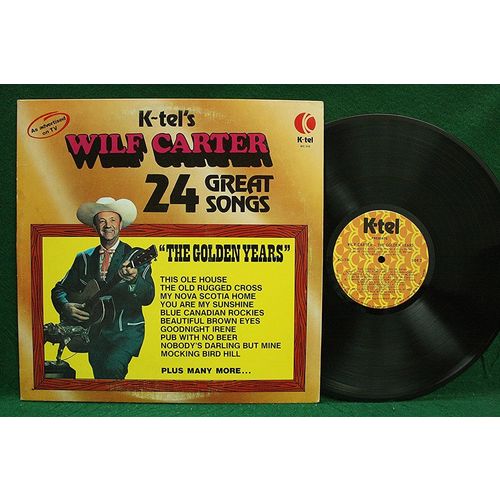 As advertised
on TV
K-tel's
WILF CARTER
24 GREAT
SONGS
K-tel
"THE GOLDEN YEARS"
THIS OLE HOUSE
THE OLD RUGGED CROSS
MY NOVA SCOTIA HOME
YOU ARE MY SUNSHINE
BLUE CANADIAN ROCKIES
BEAUTIFUL BROWN EYES
GOODNIGHT IRENE
PUB WITH NO BEER
NOBODY'S DARLING BUT MINE
MOCKING BIRD HILL
PLUS MANY MORE...
K-tel
PRESENTS
WILF CARTER - THE GOLDEN YEARS